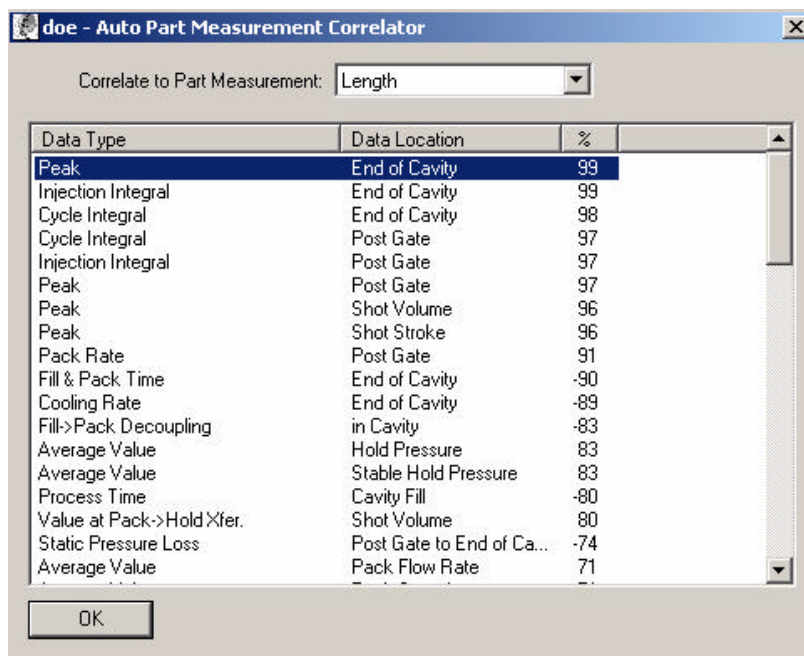 doe - Auto Part Measurement Correlator
Correlate to Part Measurement: Length
Data Type Data Location %
Peak End of Cavity 99
Injection Integral End of Cavity 99
Cycle Integral End of Cavity 98
Cycle Integral Post Gate 97
Injection Integral Post Gate 97
Peak Post Gate 97
Peak Shot Volume 96
Peak Shot Stroke 96
Pack Rate Post Gate 91
Fill & Pack Time End of Cavity -90
Cooling Rate End of Cavity -89
Fill->Pack Decoupling in Cavity -83
Average Value Hold Pressure 83
Average Value Stable Hold Pressure 83
Process Time Cavity Fill -80
Value at Pack->Hold Xfer. Shot Volume 80
Static Pressure Loss Post Gate to End of Ca... -74
Average Value Pack Flow Rate 71
OK